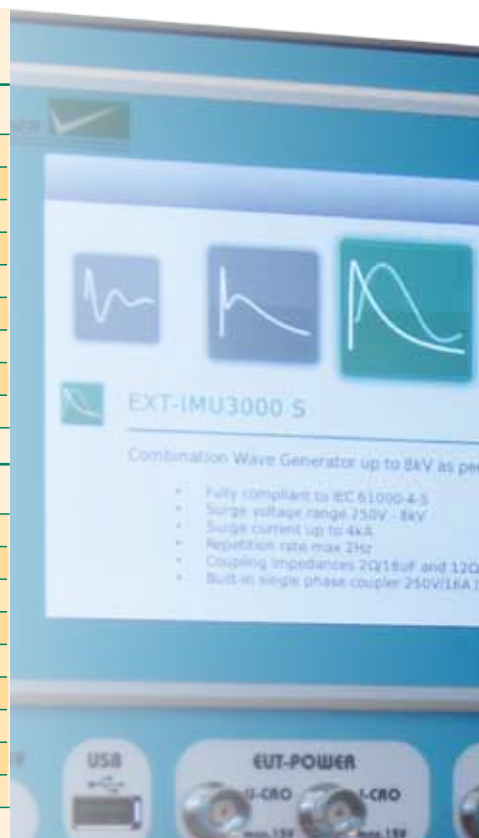 EXT-IMU3000 S
Combination Wave Generator up to 8kV as per
Fully compliant to IEC 61000-4-5
Surge voltage range 250V - 8kV
Surge current up to 4kA
Repetition rate max 2Hz
Coupling impedances 2Ω/18uF and 12Ω
Built-in single phase coupler 250V/16A
USB
EUT-POWER
U-CRO
I-CRO
max.15V
max.15V